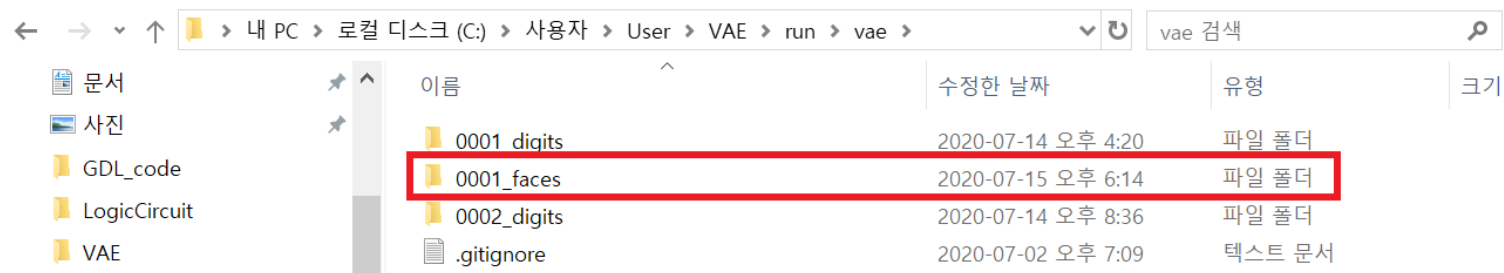 내 PC > 로컬 디스크 (C:) > 사용자 > User > VAE > run > vae >
vae 검색
문서
사진
GDL_code
LogicCircuit
VAE
이름 수정한 날짜 유형 크기
0001_digits 2020-07-14 오후 4:20 파일 폴더
0001_faces 2020-07-15 오후 6:14 파일 폴더
0002_digits 2020-07-14 오후 8:36 파일 폴더
.gitignore 2020-07-02 오후 7:09 텍스트 문서